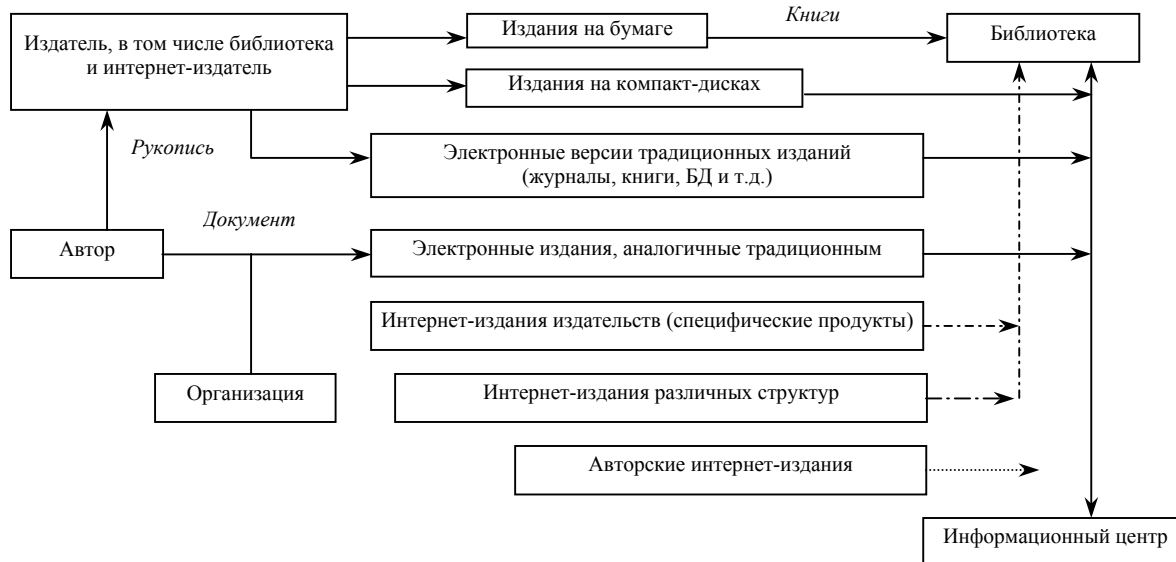 Книги
Издатель, в том числе библиотека
и интернет-издатель
Издания на бумаге
Библиотека
Издания на компакт-дисках
Рукопись
Электронные версии традиционных изданий
(журналы, книги, БД и т.д.)
Документ
Автор
Электронные издания, аналогичные традиционным
Интернет-издания издательств (специфические продукты)
Организация
Интернет-издания различных структур
Авторские интернет-издания
Информационный центр